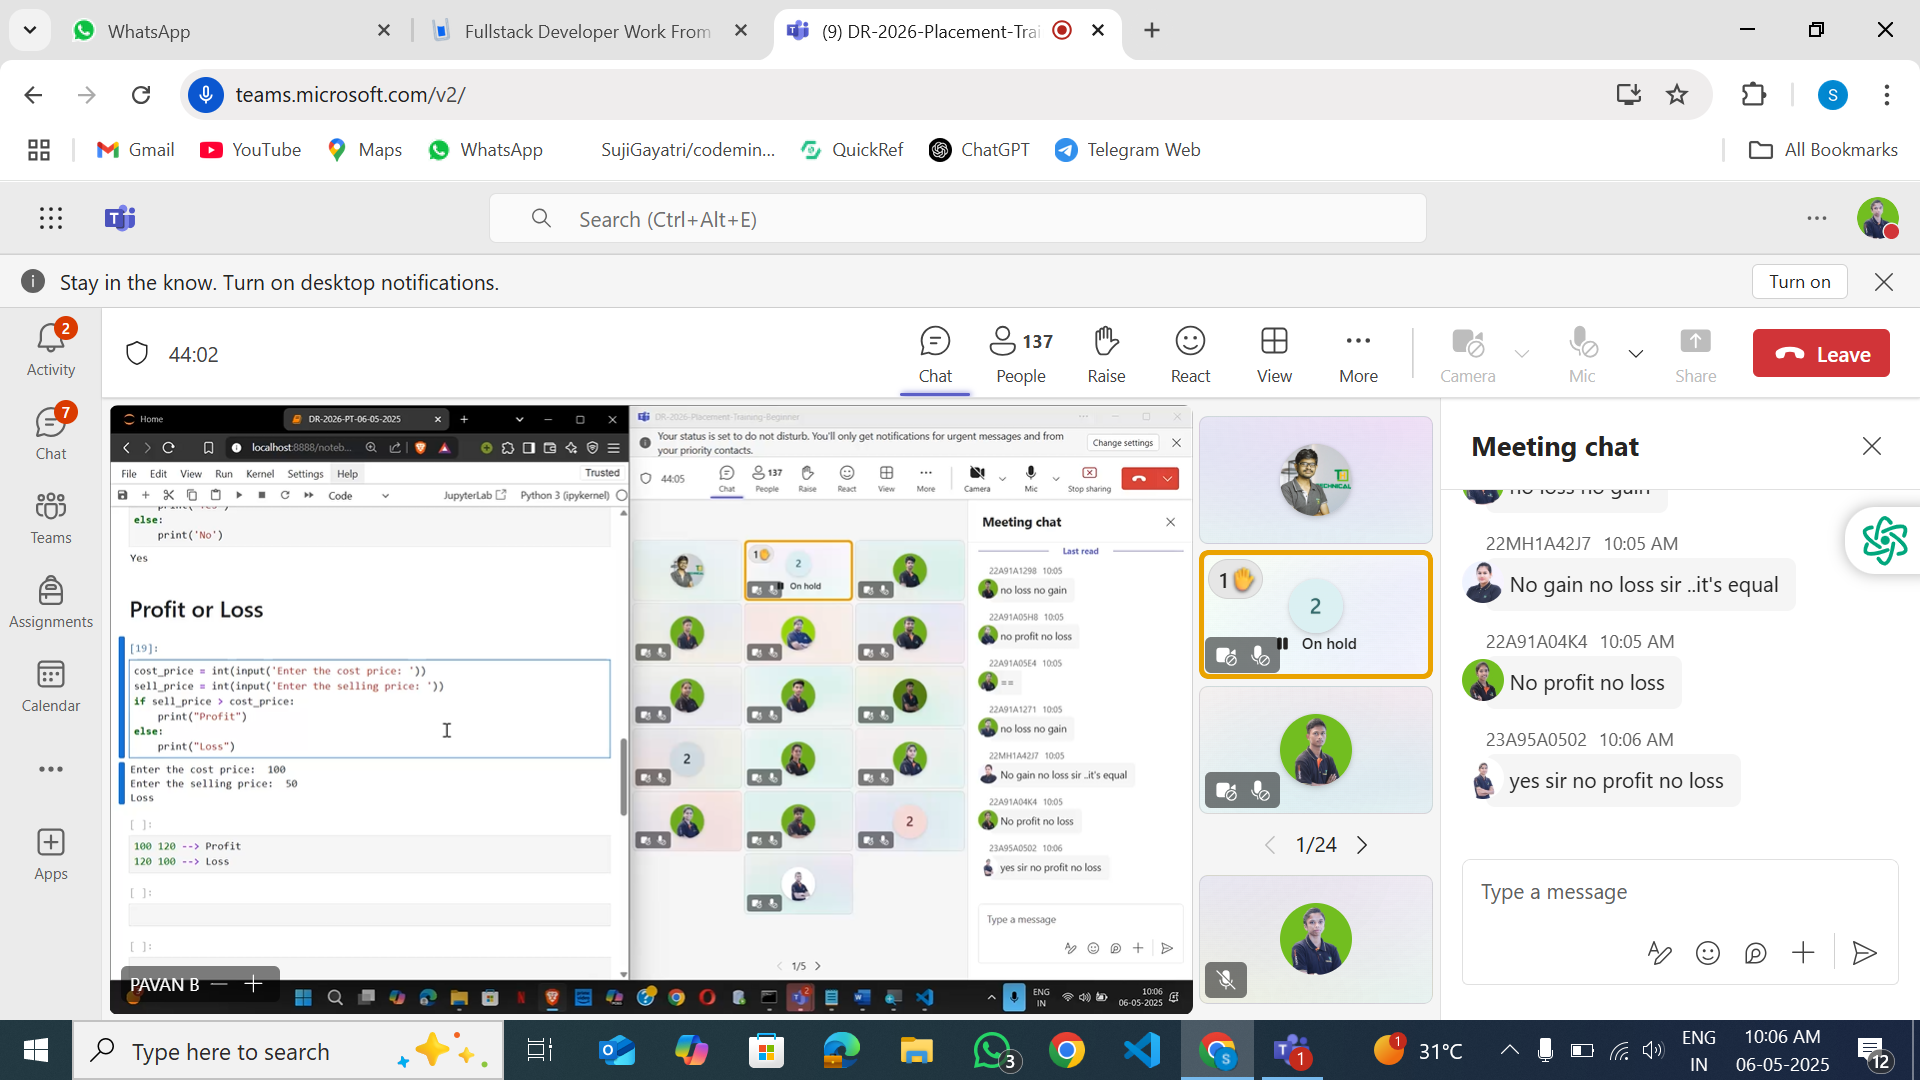 WhatsApp
Fullstack Developer Work From
(9) DR-2026-Placement-Trai
teams.microsoft.com/v2/
S
Gmail
YouTube
Maps
WhatsApp
SujiGayatri/codemin...
QuickRef
ChatGPT
Telegram Web
All Bookmarks
Search (Ctrl+Alt+E)
Stay in the know. Turn on desktop notifications.
Turn on
2
Activity
7
Chat
Teams
Assignments
Calendar
Apps
44:02
Chat
137
People
Raise
React
View
More
Camera
Mic
Share
Leave
Home
DR-2026-PT-06-05-2025
localhost:8888/noteb...
File Edit View Run Kernel Settings Help
Trusted
Code
JupyterLab
Python 3 (ipykernel)
else:
print('No')
Yes
Profit or Loss
[19]:
cost_price = int(input('Enter the cost price: '))
sell_price = int(input('Enter the selling price: '))
if sell_price > cost_price:
print("Profit")
else:
print("Loss")
Enter the cost price: 100
Enter the selling price: 50
Loss
[ ]:
100 120 --> Profit
120 100 --> Loss
[ ]:
[ ]:
PAVAN B
DR-2026-Placement-Training-Beginner
Your status is set to do not disturb. You'll only get notifications for urgent messages and from
your priority contacts.
Change settings
44:05
Chat
137
People
Raise
React
View
More
Camera
Mic
Stop sharing
1
2
On hold
2
2
1/5
Meeting chat
Last read
22A91A1298 10:05
no loss no gain
22A91A05H8 10:05
no profit no loss
22A91A05E4 10:05
==
22A91A1271 10:05
no loss no gain
22MH1A42J7 10:05
No gain no loss sir ..it's equal
22A91A04K4 10:05
No profit no loss
23A95A0502 10:06
yes sir no profit no loss
Type a message
ENG
IN
10:06
06-05-2025
1
2
On hold
1/24
Meeting chat
no loss no gain
22MH1A42J7 10:05 AM
No gain no loss sir ..it's equal
22A91A04K4 10:05 AM
No profit no loss
23A95A0502 10:06 AM
yes sir no profit no loss
Type a message
Type here to search
3
1
1
31°C
ENG
IN
10:06 AM
06-05-2025
12